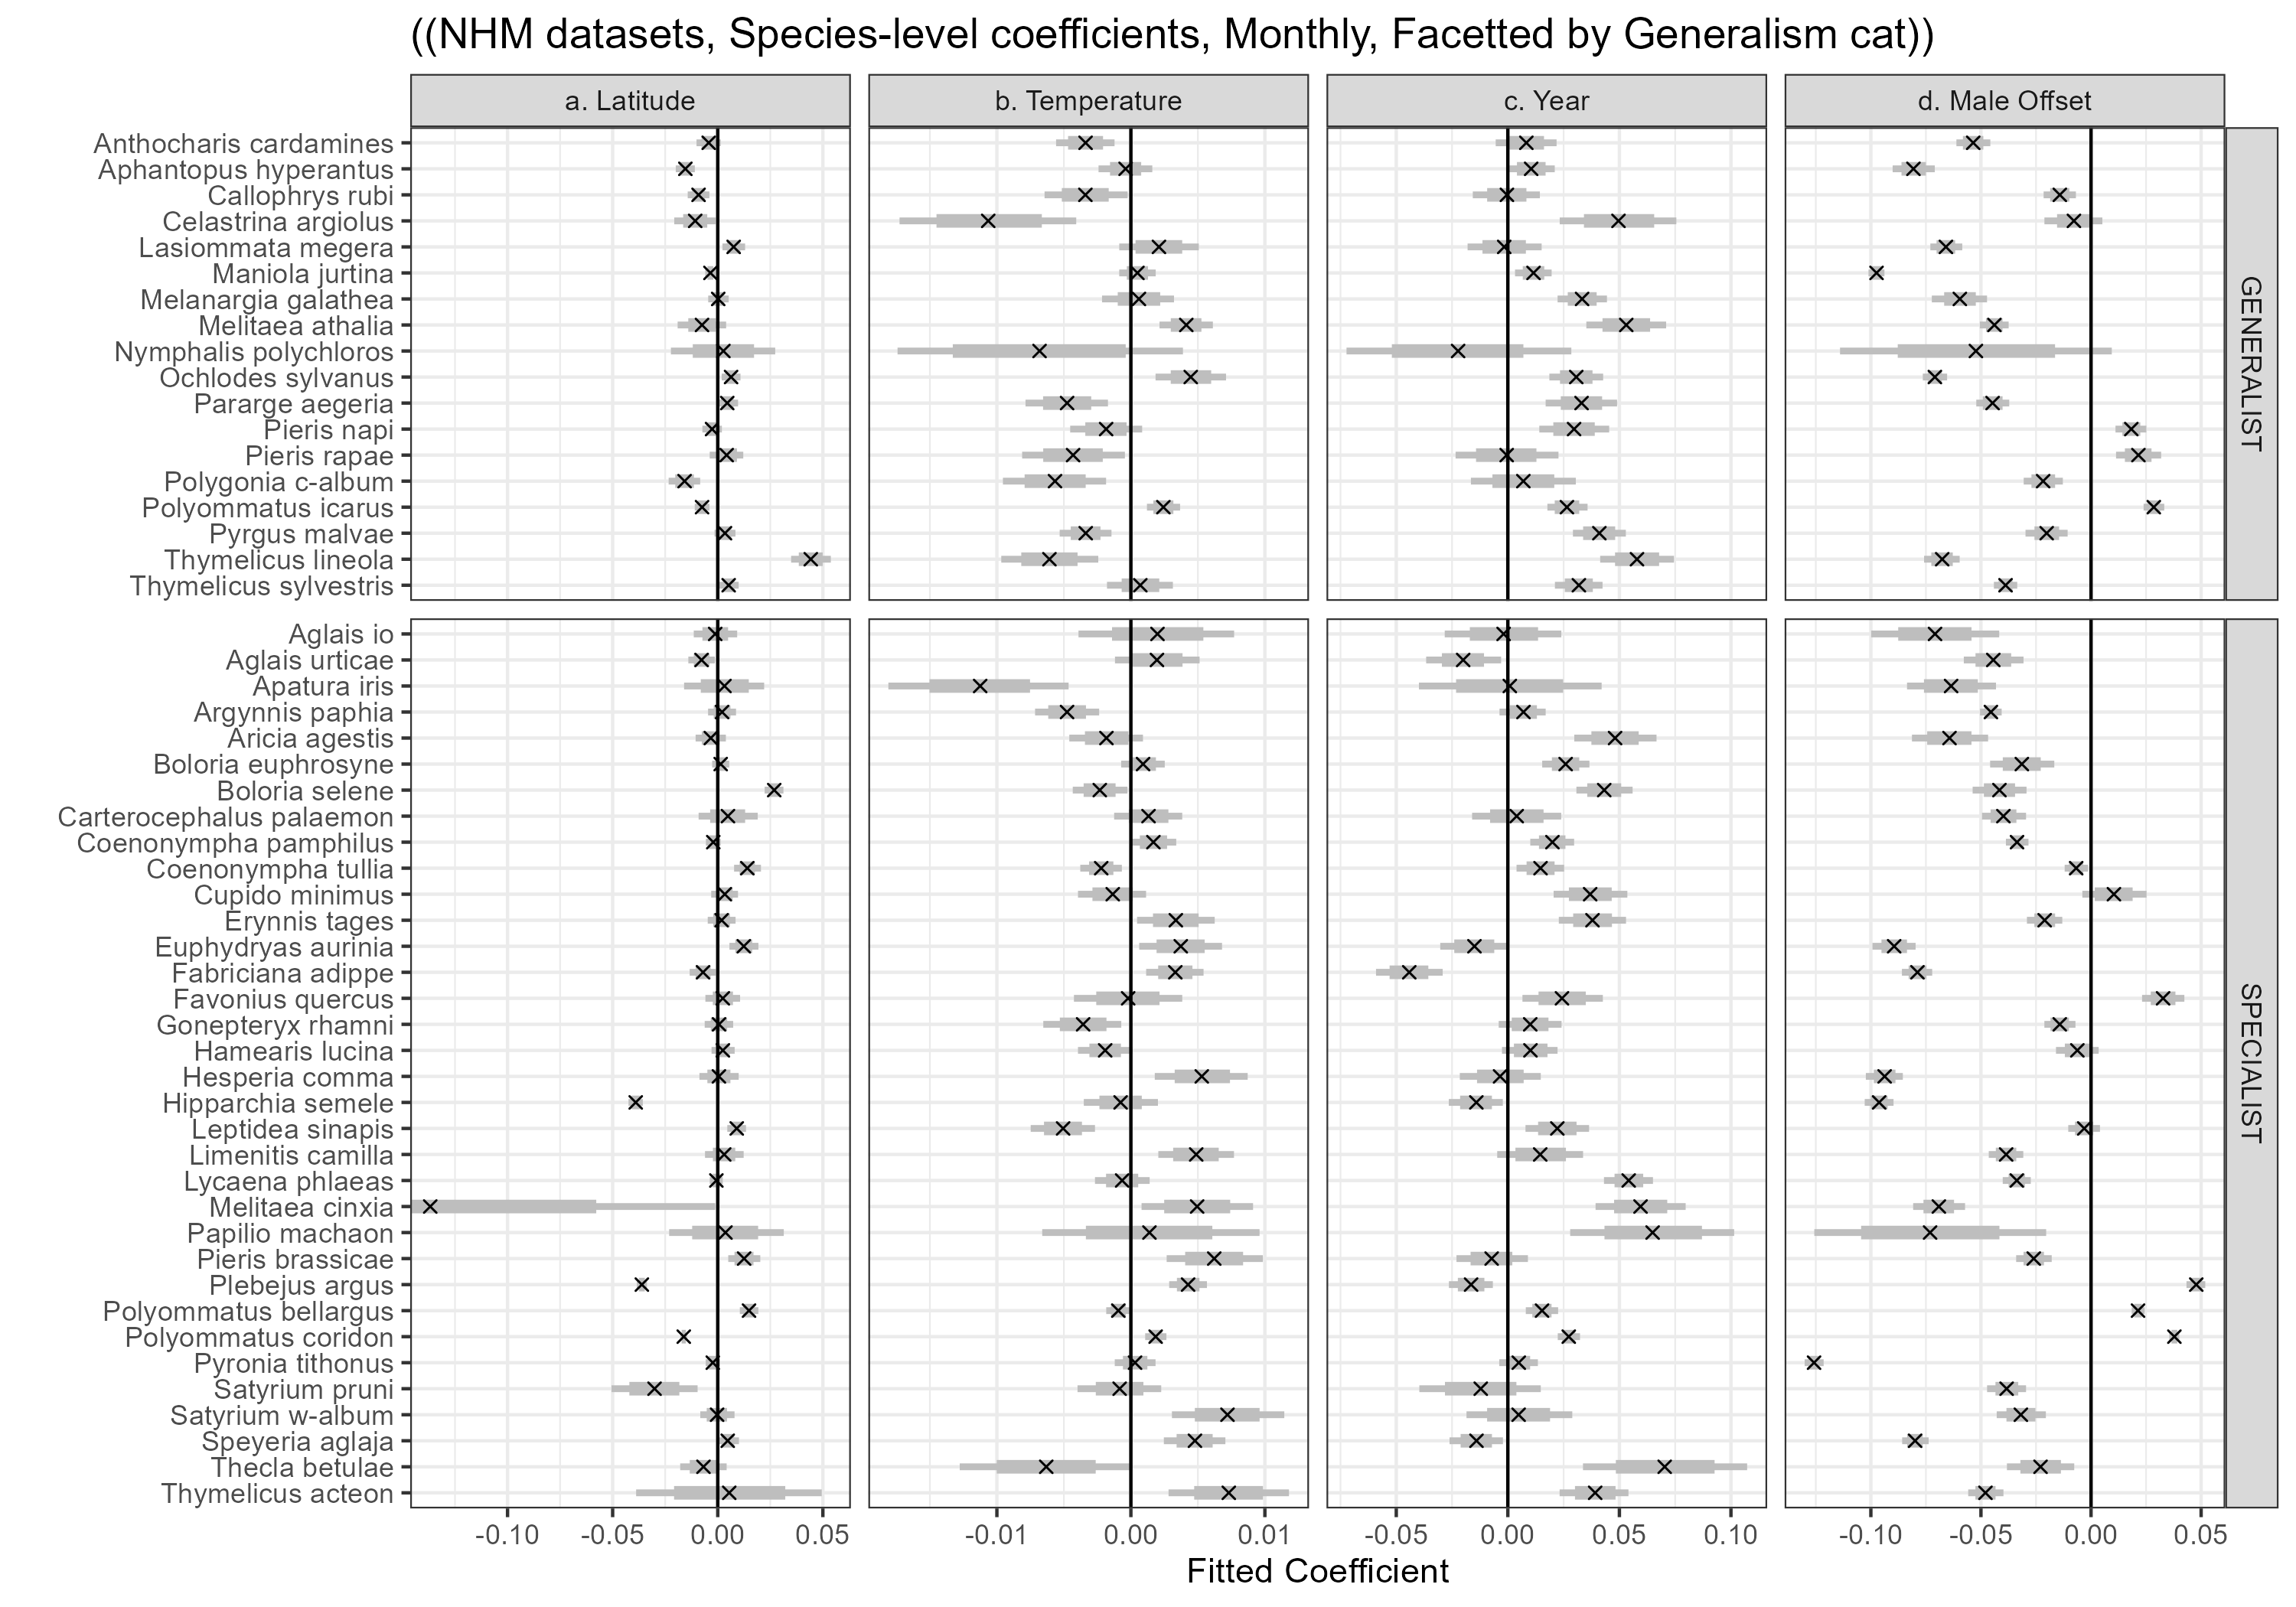 ((NHM datasets, Species-level coefficients, Monthly, Facetted by Generalism cat))
a. Latitude
b. Temperature
c. Year
d. Male Offset
Anthocharis cardamines
Aphantopus hyperantus
Callophrys rubi
Celastrina argiolus
Lasiommata megera
Maniola jurtina
Melanargia galathea
Melitaea athalia
Nymphalis polychloros
Ochlodes sylvanus
Pararge aegeria
Pieris napi
Pieris rapae
Polygonia c-album
Polyommatus icarus
Pyrgus malvae
Thymelicus lineola
Thymelicus sylvestris
GENERALIST
Aglais io
Aglais urticae
Apatura iris
Argynnis paphia
Aricia agestis
Boloria euphrosyne
Boloria selene
Carterocephalus palaemon
Coenonympha pamphilus
Coenonympha tullia
Cupido minimus
Erynnis tages
Euphydryas aurinia
Fabriciana adippe
Favonius quercus
Gonepteryx rhamni
Hamearis lucina
Hesperia comma
Hipparchia semele
Leptidea sinapis
Limenitis camilla
Lycaena phlaeas
Melitaea cinxia
Papilio machaon
Pieris brassicae
Plebejus argus
Polyommatus bellargus
Polyommatus coridon
Pyronia tithonus
Satyrium pruni
Satyrium w-album
Speyeria aglaja
Thecla betulae
Thymelicus acteon
SPECIALIST
-0.10 -0.05 0.00 0.05
-0.01 0.00 0.01
-0.05 0.00 0.05 0.10
-0.10 -0.05 0.00 0.05
Fitted Coefficient